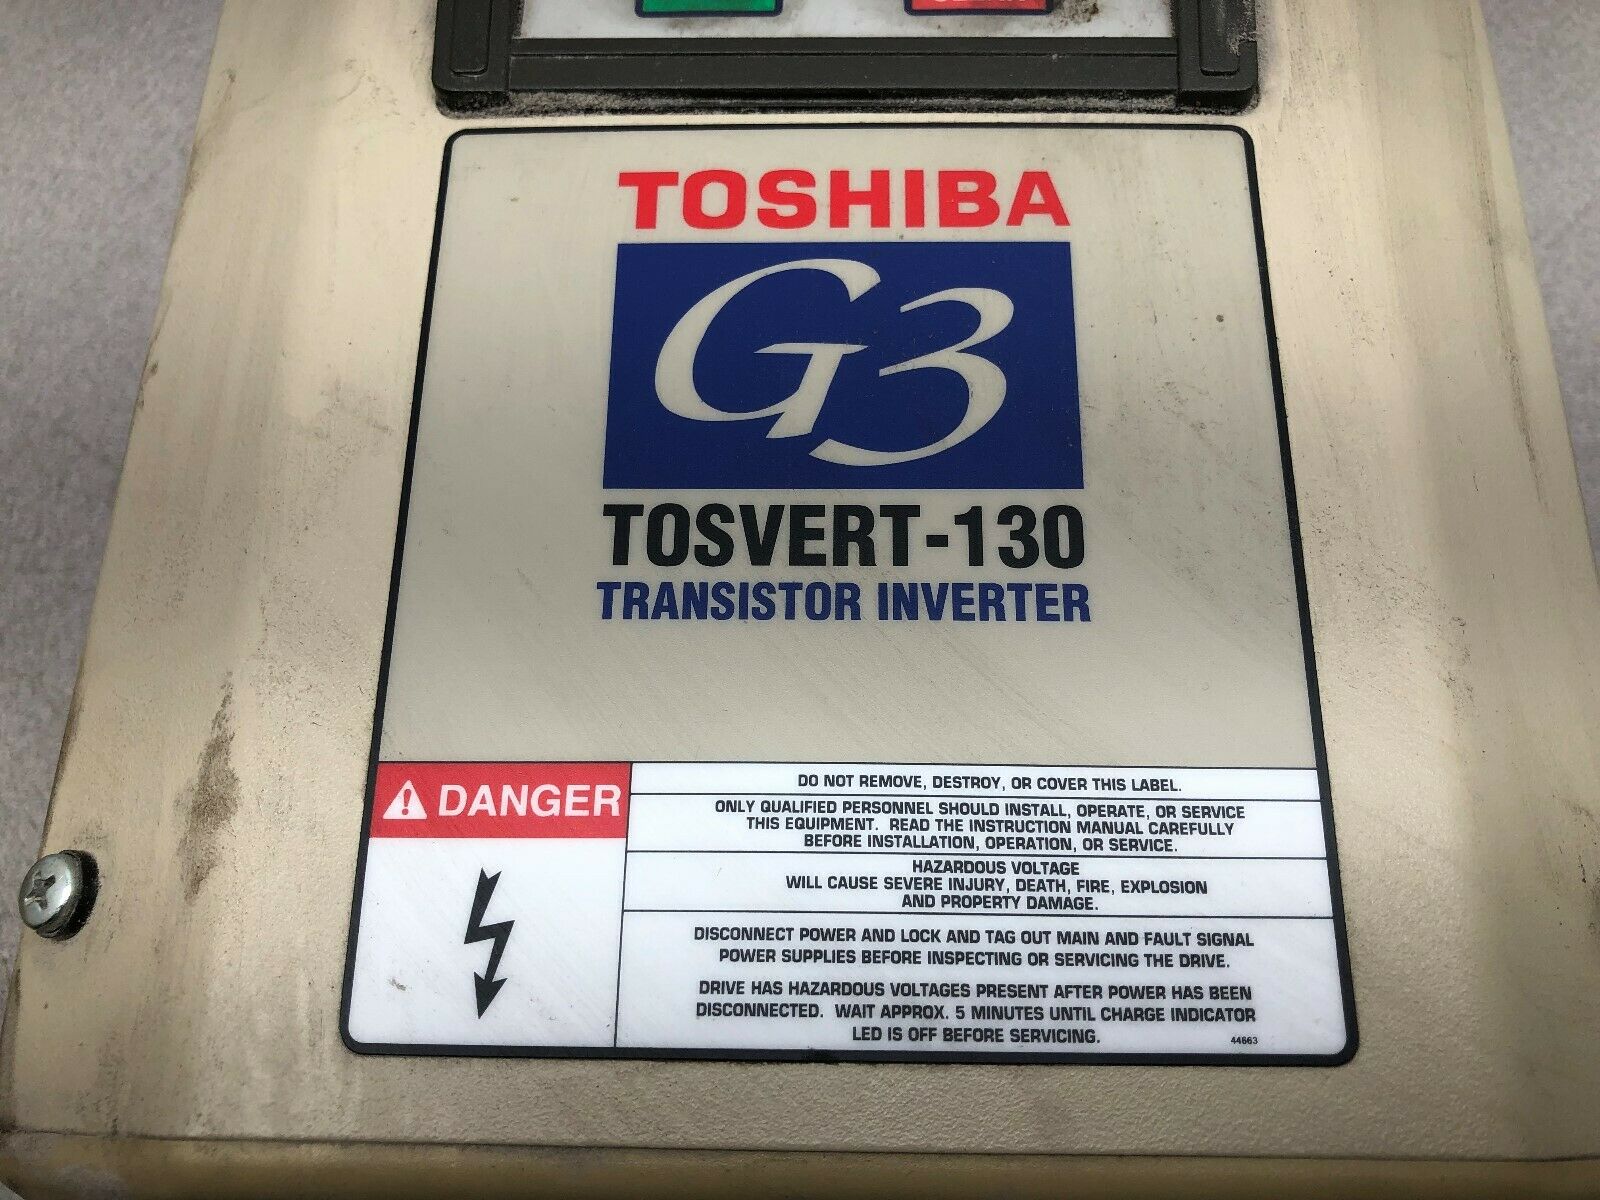 TOSHIBA
G3
TOSVERT-130
TRANSISTOR INVERTER
DANGER
DO NOT REMOVE, DESTROY, OR COVER THIS LABEL.
ONLY QUALIFIED PERSONNEL SHOULD INSTALL, OPERATE, OR SERVICE
THIS EQUIPMENT. READ THE INSTRUCTION MANUAL CAREFULLY
BEFORE INSTALLATION, OPERATION, OR SERVICE.
HAZARDOUS VOLTAGE
WILL CAUSE SEVERE INJURY, DEATH, FIRE, EXPLOSION
AND PROPERTY DAMAGE.
DISCONNECT POWER AND LOCK AND TAG OUT MAIN AND FAULT SIGNAL
POWER SUPPLIES BEFORE INSPECTING OR SERVICING THE DRIVE.
DRIVE HAS HAZARDOUS VOLTAGES PRESENT AFTER POWER HAS BEEN
DISCONNECTED. WAIT APPROX. 5 MINUTES UNTIL CHARGE INDICATOR
LED IS OFF BEFORE SERVICING.
44663